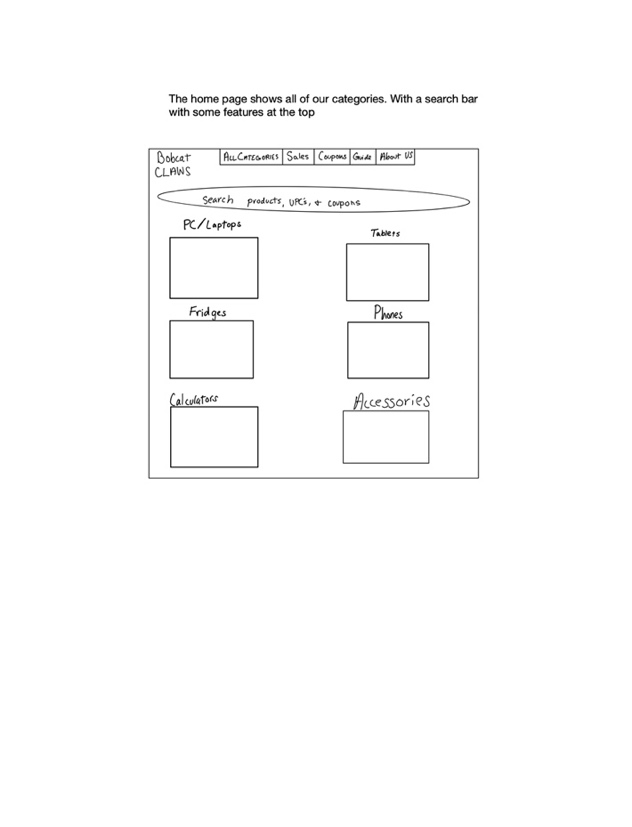 The home page shows all of our categories. With a search bar
with some features at the top
Bobcat
CLAWS
ALL CATEGORIES Sales Coupons Guide About US
Search products, UPC's, + coupons
PC/Laptops
Tablets
Fridges
Phones
Calculators
Accessories